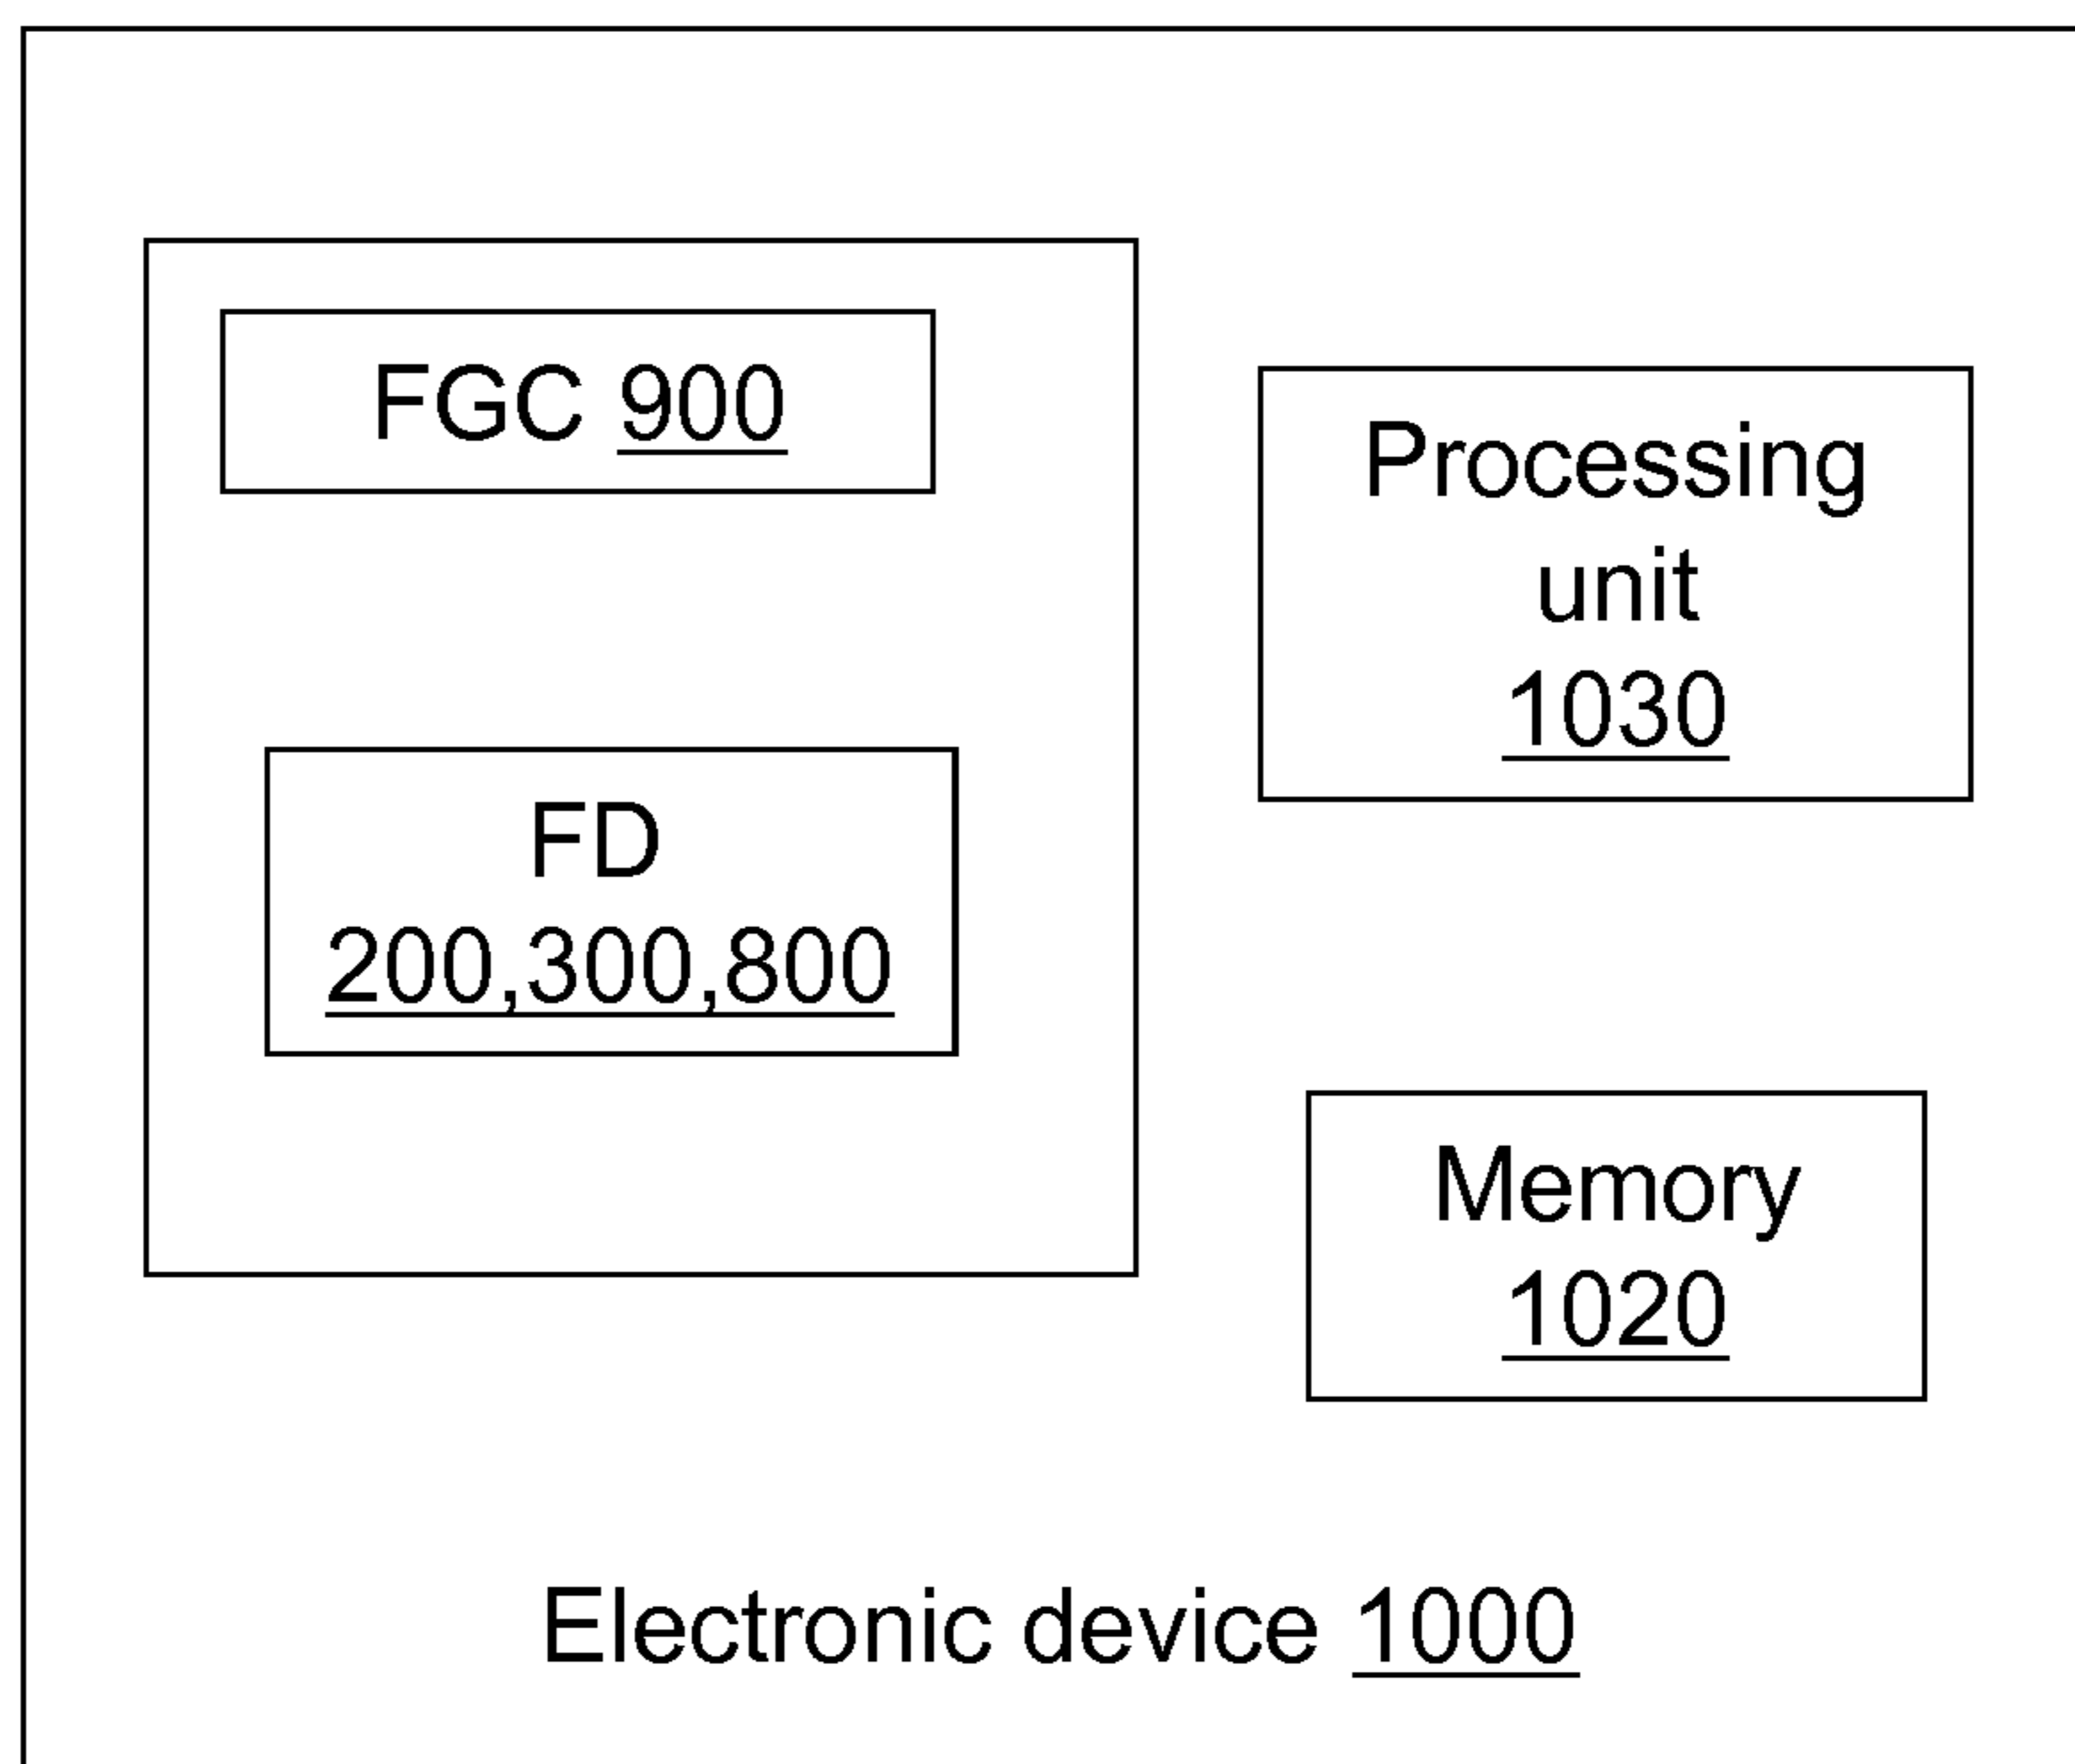 FGC 900
FD
200,300,800
Processing
unit
1030
Memory
1020
Electronic device 1000